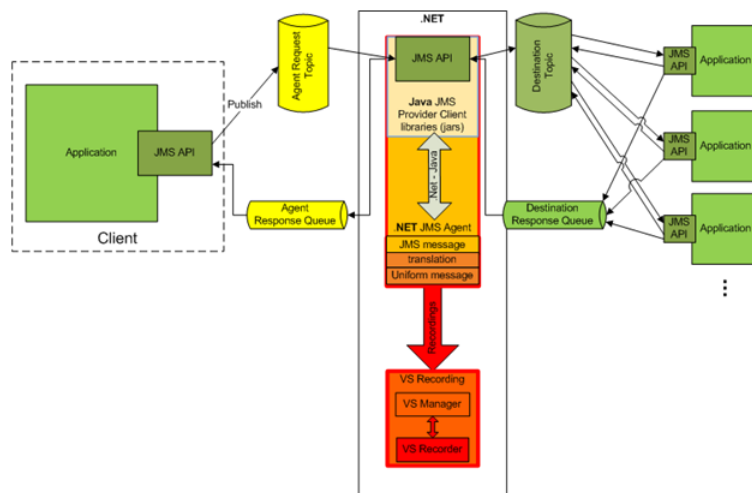 .NET
Agent Request
Topic
JMS API
Destination
Topic
JMS
API
Application
Publish
Java JMS
Provider Client
libraries (jars)
Application
JMS API
JMS
API
Application
.Net - Java
Agent
Response Queue
Destination
Response Queue
JMS
API
Application
Client
.NET JMS Agent
JMS message
translation
Uniform message
Recordings
VS Recording
VS Manager
VS Recorder